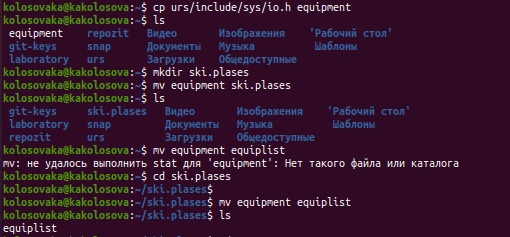 kolosovaka@kakolosova:~$ cp urs/include/sys/io.h equipment
kolosovaka@kakolosova:~$ ls
equipment repozit Видео Изображения 'Рабочий стол'
git-keys snap Документы Музыка Шаблоны
laboratory urs Загрузки Общедоступные
kolosovaka@kakolosova:~$ mkdir ski.plases
kolosovaka@kakolosova:~$ mv equipment ski.plases
kolosovaka@kakolosova:~$ ls
git-keys ski.plases Видео Изображения 'Рабочий стол'
laboratory snap Документы Музыка Шаблоны
repozit urs Загрузки Общедоступные
kolosovaka@kakolosova:~$ mv equipment equiplist
mv: не удалось выполнить stat для 'equipment': Нет такого файла или каталога
kolosovaka@kakolosova:~$ cd ski.plases
kolosovaka@kakolosova:~/ski.plases$
kolosovaka@kakolosova:~/ski.plases$ mv equipment equiplist
kolosovaka@kakolosova:~/ski.plases$ ls
equiplist